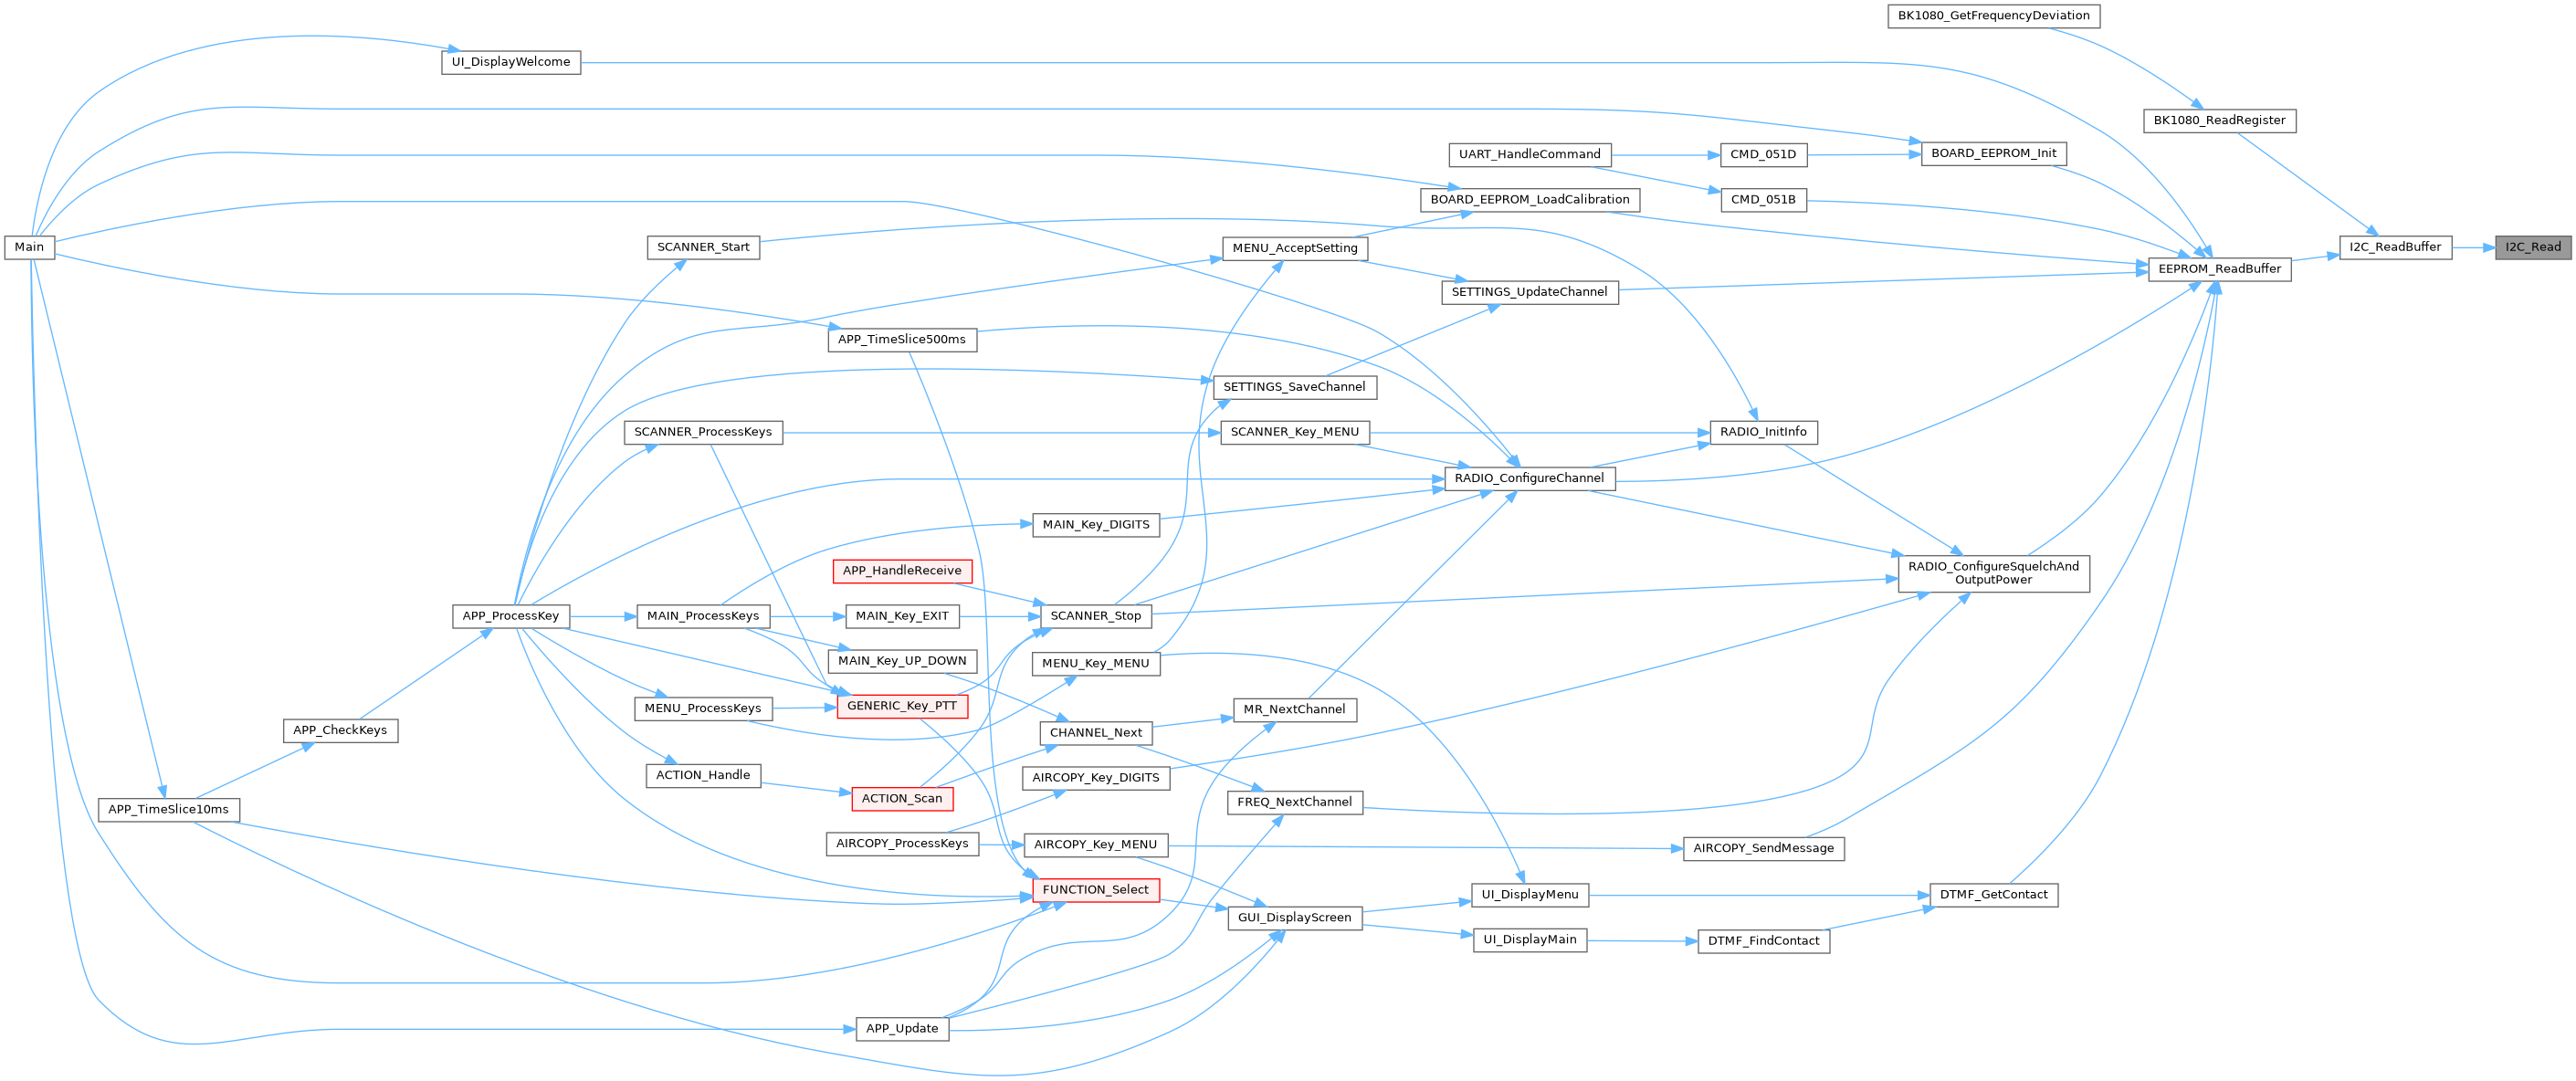 BK1080_GetFrequencyDeviation
UI_DisplayWelcome
BK1080_ReadRegister
UART_HandleCommand
CMD_051D
BOARD_EEPROM_Init
BOARD_EEPROM_LoadCalibration
CMD_051B
Main
SCANNER_Start
MENU_AcceptSetting
I2C_ReadBuffer
I2C_Read
EEPROM_ReadBuffer
SETTINGS_UpdateChannel
APP_TimeSlice500ms
SETTINGS_SaveChannel
SCANNER_ProcessKeys
SCANNER_Key_MENU
RADIO_InitInfo
RADIO_ConfigureChannel
MAIN_Key_DIGITS
APP_HandleReceive
RADIO_ConfigureSquelchAnd
OutputPower
APP_ProcessKey
MAIN_ProcessKeys
MAIN_Key_EXIT
SCANNER_Stop
MAIN_Key_UP_DOWN
MENU_Key_MENU
MENU_ProcessKeys
GENERIC_Key_PTT
MR_NextChannel
APP_CheckKeys
CHANNEL_Next
ACTION_Handle
AIRCOPY_Key_DIGITS
ACTION_Scan
FREQ_NextChannel
APP_TimeSlice10ms
AIRCOPY_ProcessKeys
AIRCOPY_Key_MENU
AIRCOPY_SendMessage
FUNCTION_Select
UI_DisplayMenu
DTMF_GetContact
GUI_DisplayScreen
UI_DisplayMain
DTMF_FindContact
APP_Update